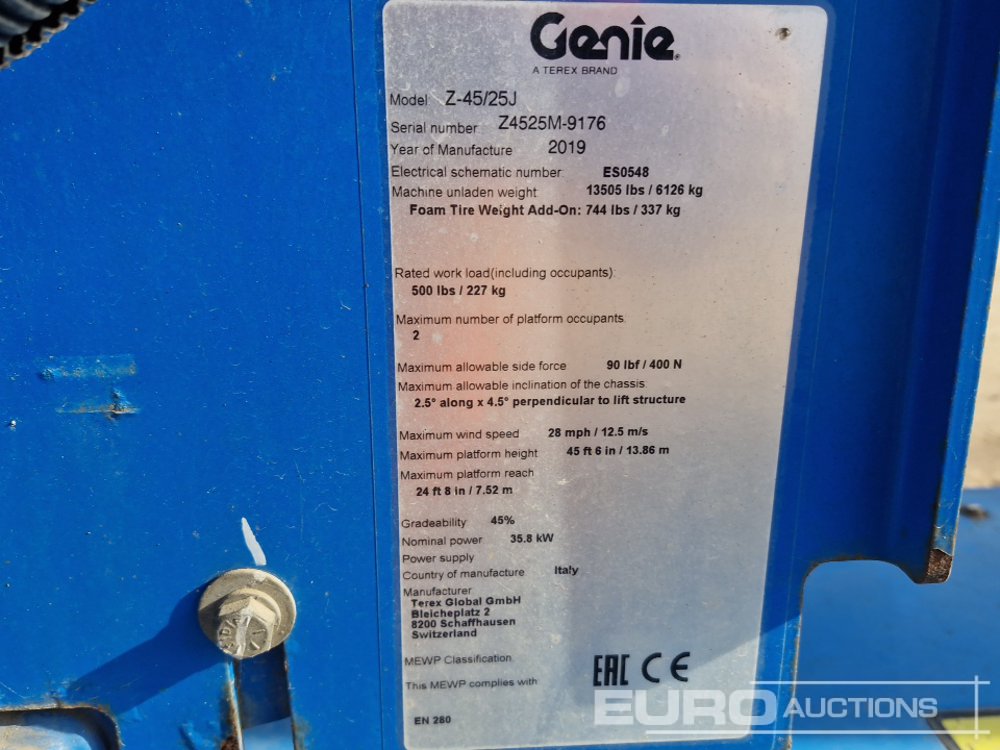 Genie
A TEREX BRAND
Model Z-45/25J
Serial number Z4525M-9176
Year of Manufacture 2019
Electrical schematic number: ES0548
Machine unladen weight 13505 lbs / 6126 kg
Foam Tire Weight Add-On: 744 lbs / 337 kg
Rated work load(including occupants):
500 lbs / 227 kg
Maximum number of platform occupants:
2
Maximum allowable side force 90 lbf / 400 N
Maximum allowable inclination of the chassis:
2.5° along x 4.5° perpendicular to lift structure
Maximum wind speed 28 mph / 12.5 m/s
Maximum platform height 45 ft 6 in / 13.86 m
Maximum platform reach
24 ft 8 in / 7.52 m
Gradeability 45%
Nominal power 35.8 kW
Power supply
Country of manufacture Italy
Manufacturer:
Terex Global GmbH
Bleicheplatz 2
8200 Schaffhausen
Switzerland
MEWP Classification:
This MEWP complies with:
EAC CE
EN 280
EURO AUCTIONS